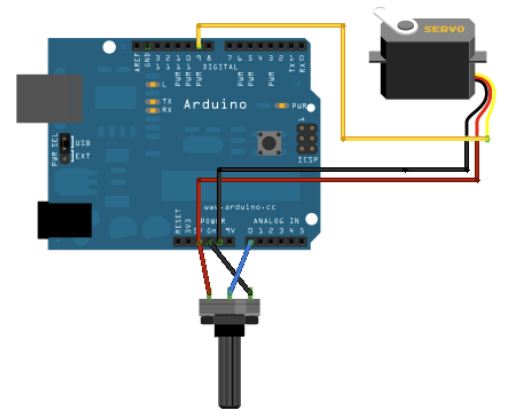 SERVO
AREF
GND
13
12
11
10
9
8
7
6
5
4
3
2
TX 1
RX 0
PWM
PWM
PWM
PWM
PWM
PWM
DIGITAL
L
TX
RX
Arduino
PWR
1
ICSP
PWR SEL
USB
EXT
www.arduino.cc
POWER
ANALOG IN
RESET
3V3
5V
Gnd
9V
0
1
2
3
4
5